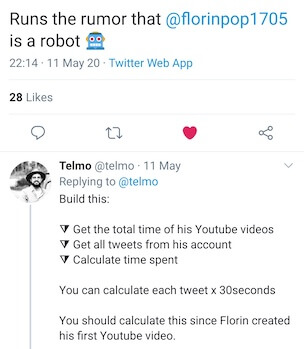 Runs the rumor that @florinpop1705
is a robot 🤖
22:14 · 11 May 20 · Twitter Web App
28 Likes
Telmo @telmo · 11 May
Replying to @telmo
Build this:
⧩ Get the total time of his Youtube videos
⧩ Get all tweets from his account
⧩ Calculate time spent
You can calculate each tweet x 30seconds
You should calculate this since Florin created
his first Youtube video.